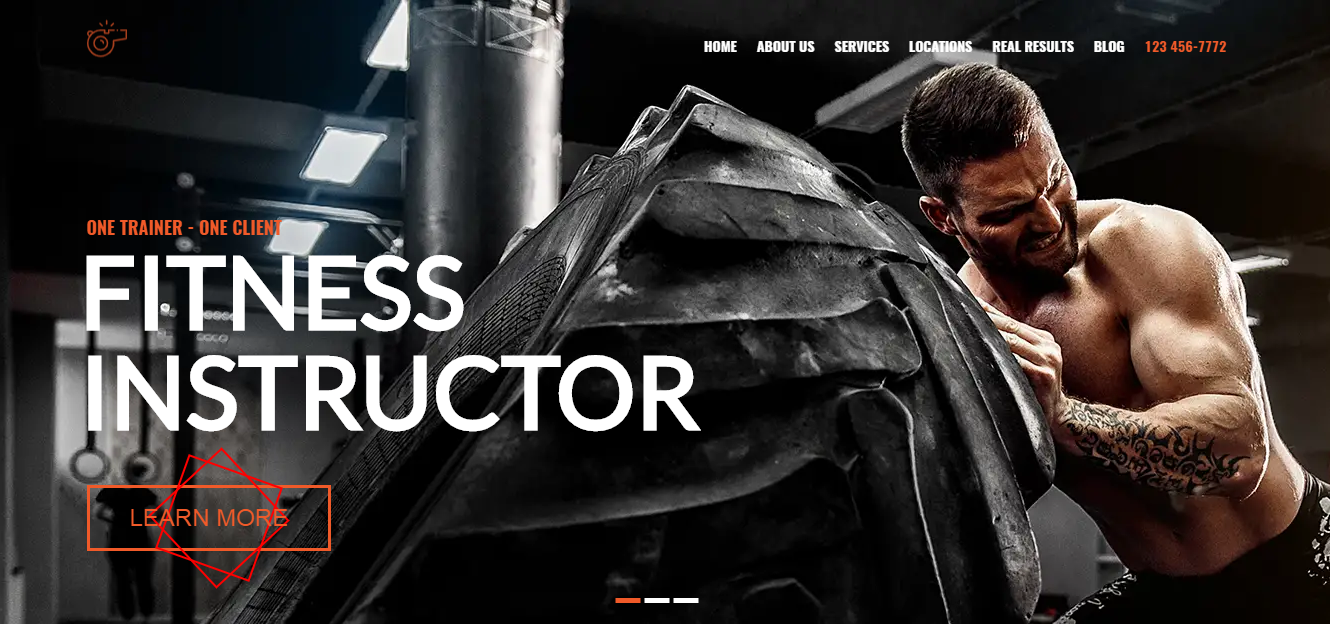 HOME ABOUT US SERVICES LOCATIONS REAL RESULTS BLOG 123 456-7772
ONE TRAINER - ONE CLIENT
FITNESS
INSTRUCTOR
LEARN MORE